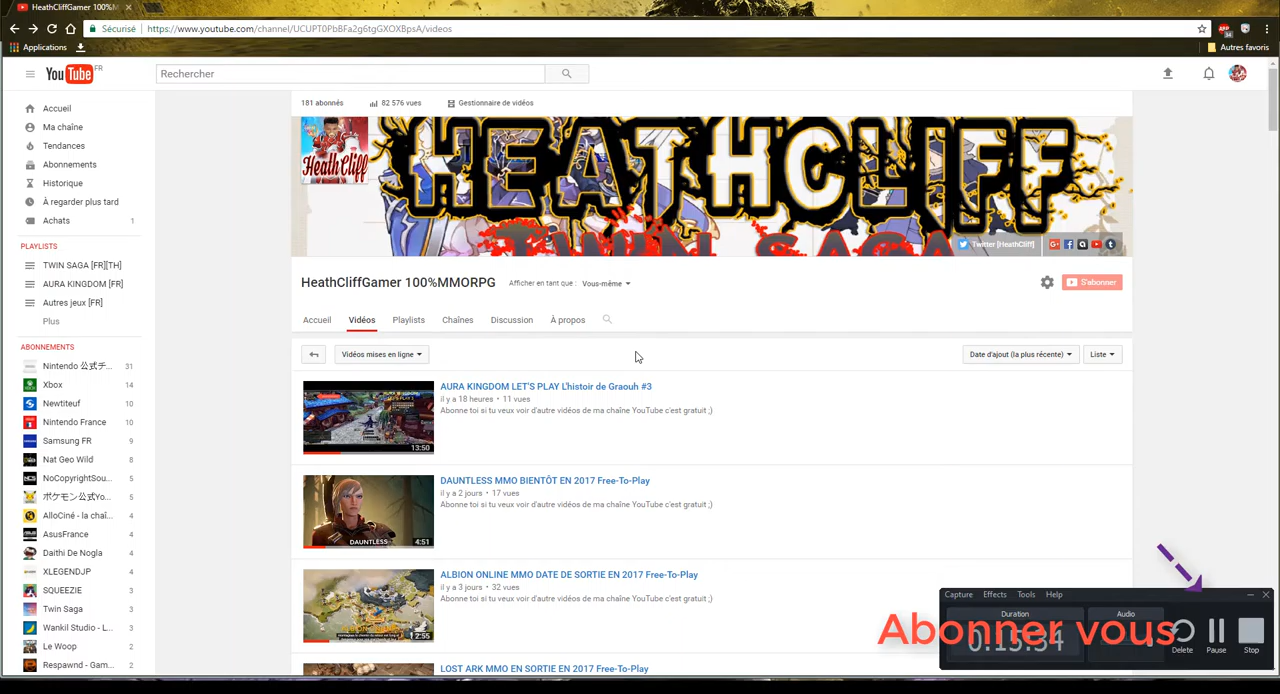 HeathCliffGamer 100%M
Sécurisé
https://www.youtube.com/channel/UCUPT0PbBFa2g6tgGXOXBpsA/videos
Applications
Autres favoris
YouTube FR
Rechercher
181 abonnés
82 576 vues
Gestionnaire de vidéos
Accueil
Ma chaîne
Tendances
Abonnements
Historique
À regarder plus tard
Achats 1
PLAYLISTS
TWIN SAGA [FR][TH]
AURA KINGDOM [FR]
Autres jeux [FR]
Plus
ABONNEMENTS
Nintendo 公式チ... 31
Xbox 14
Newtiteuf 10
Nintendo France 10
Samsung FR 9
Nat Geo Wild 8
NoCopyrightSou... 5
ポケモン公式Yo... 5
AlloCiné - la chaî... 4
AsusFrance 4
Daithi De Nogla 4
XLEGENDJP 4
SQUEEZIE 3
Twin Saga 3
Wankil Studio - L... 3
Le Woop 3
Respawnd - Gam... 3
HeathCliff
HEATHCLIFF
TWIN SAGA
Twitter [HeathCliff]
HeathCliffGamer 100%MMORPG
Afficher en tant que : Vous-même
S'abonner
Accueil
Vidéos
Playlists
Chaînes
Discussion
À propos
Vidéos mises en ligne
Date d'ajout (la plus récente)
Liste
13:50
AURA KINGDOM LET'S PLAY L'histoir de Graouh #3
il y a 18 heures • 11 vues
Abonne toi si tu veux voir d'autre vidéos de ma chaîne YouTube c'est gratuit ;)
DAUNTLESS
4:51
DAUNTLESS MMO BIENTÔT EN 2017 Free-To-Play
il y a 2 jours • 17 vues
Abonne toi si tu veux voir d'autre vidéos de ma chaîne YouTube c'est gratuit ;)
2:55
ALBION ONLINE MMO DATE DE SORTIE EN 2017 Free-To-Play
il y a 3 jours • 32 vues
Abonne toi si tu veux voir d'autre vidéos de ma chaîne YouTube c'est gratuit ;)
LOST ARK MMO EN SORTIE EN 2017 Free-To-Play
Capture
Effects
Tools
Help
Duration
Audio
0:15:34
Abonner vous
Delete
Pause
Stop